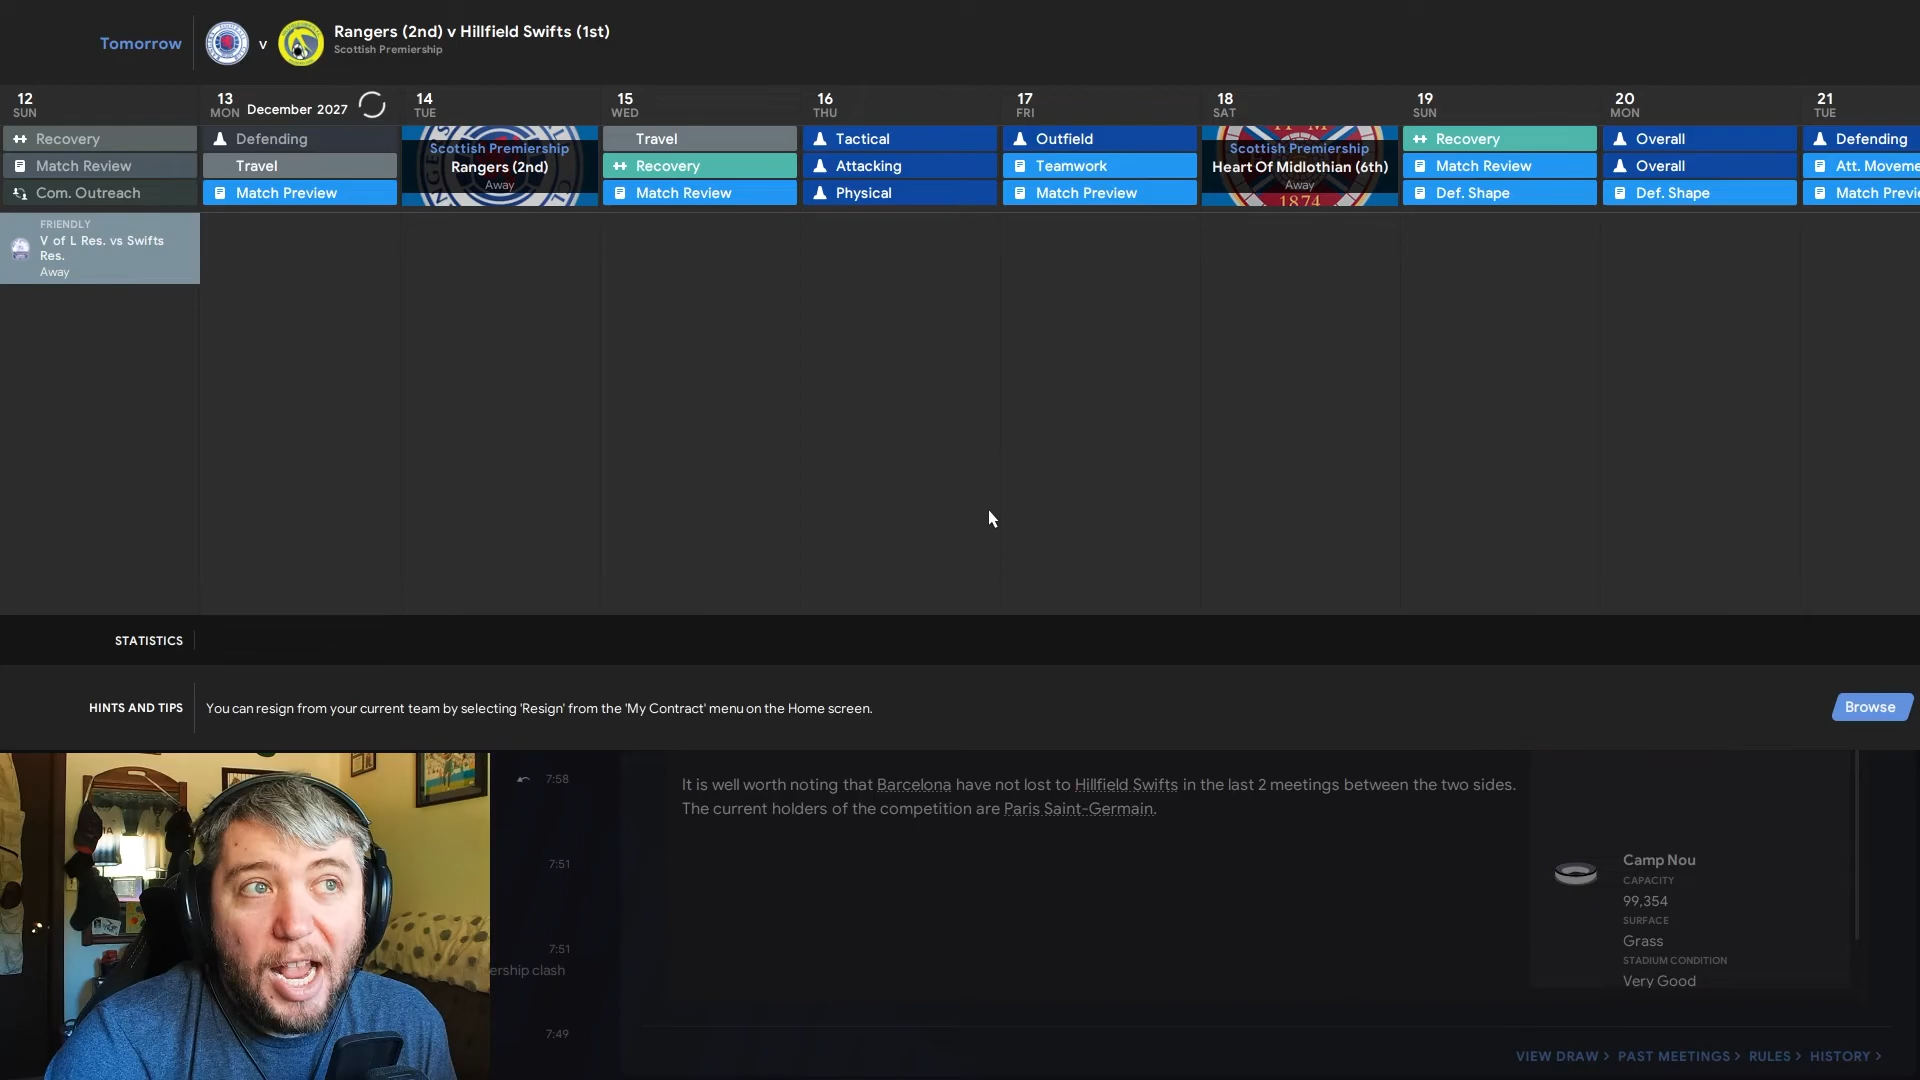 Tomorrow
v
Rangers (2nd) v Hillfield Swifts (1st)
Scottish Premiership
12
SUN
13
MON
December 2027
14
TUE
15
WED
16
THU
17
FRI
18
SAT
19
SUN
20
MON
21
TUE
Recovery
Match Review
Com. Outreach
Defending
Travel
Match Preview
Scottish Premiership
Rangers (2nd)
Away
Travel
Recovery
Match Review
Tactical
Attacking
Physical
Outfield
Teamwork
Match Preview
Scottish Premiership
Heart Of Midlothian (6th)
Away
1874
Recovery
Match Review
Def. Shape
Overall
Overall
Def. Shape
Defending
Att. Moveme
Match Previe
FRIENDLY
V of L Res. vs Swifts
Res.
Away
STATISTICS
HINTS AND TIPS
You can resign from your current team by selecting 'Resign' from the 'My Contract' menu on the Home screen.
Browse
7:58
It is well worth noting that Barcelona have not lost to Hillfield Swifts in the last 2 meetings between the two sides.
The current holders of the competition are Paris Saint-Germain.
7:51
7:51
ership clash
7:49
Camp Nou
CAPACITY
99,354
SURFACE
Grass
STADIUM CONDITION
Very Good
VIEW DRAW >
PAST MEETINGS >
RULES >
HISTORY >